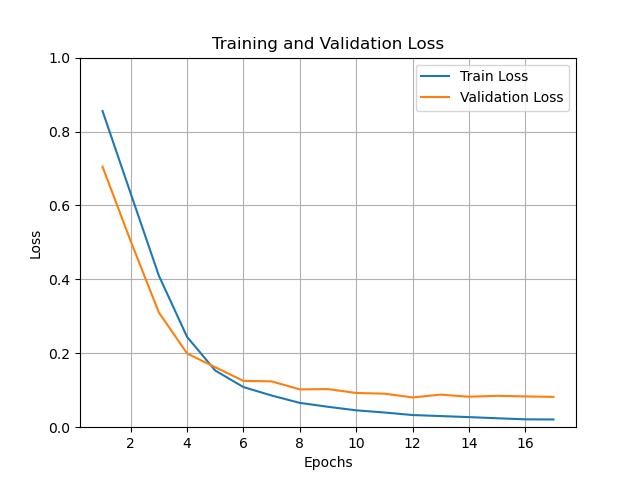 Training and Validation Loss
Train Loss
Validation Loss
1.0
0.8
0.6
0.4
0.2
0.0
Loss
2 4 6 8 10 12 14 16
Epochs